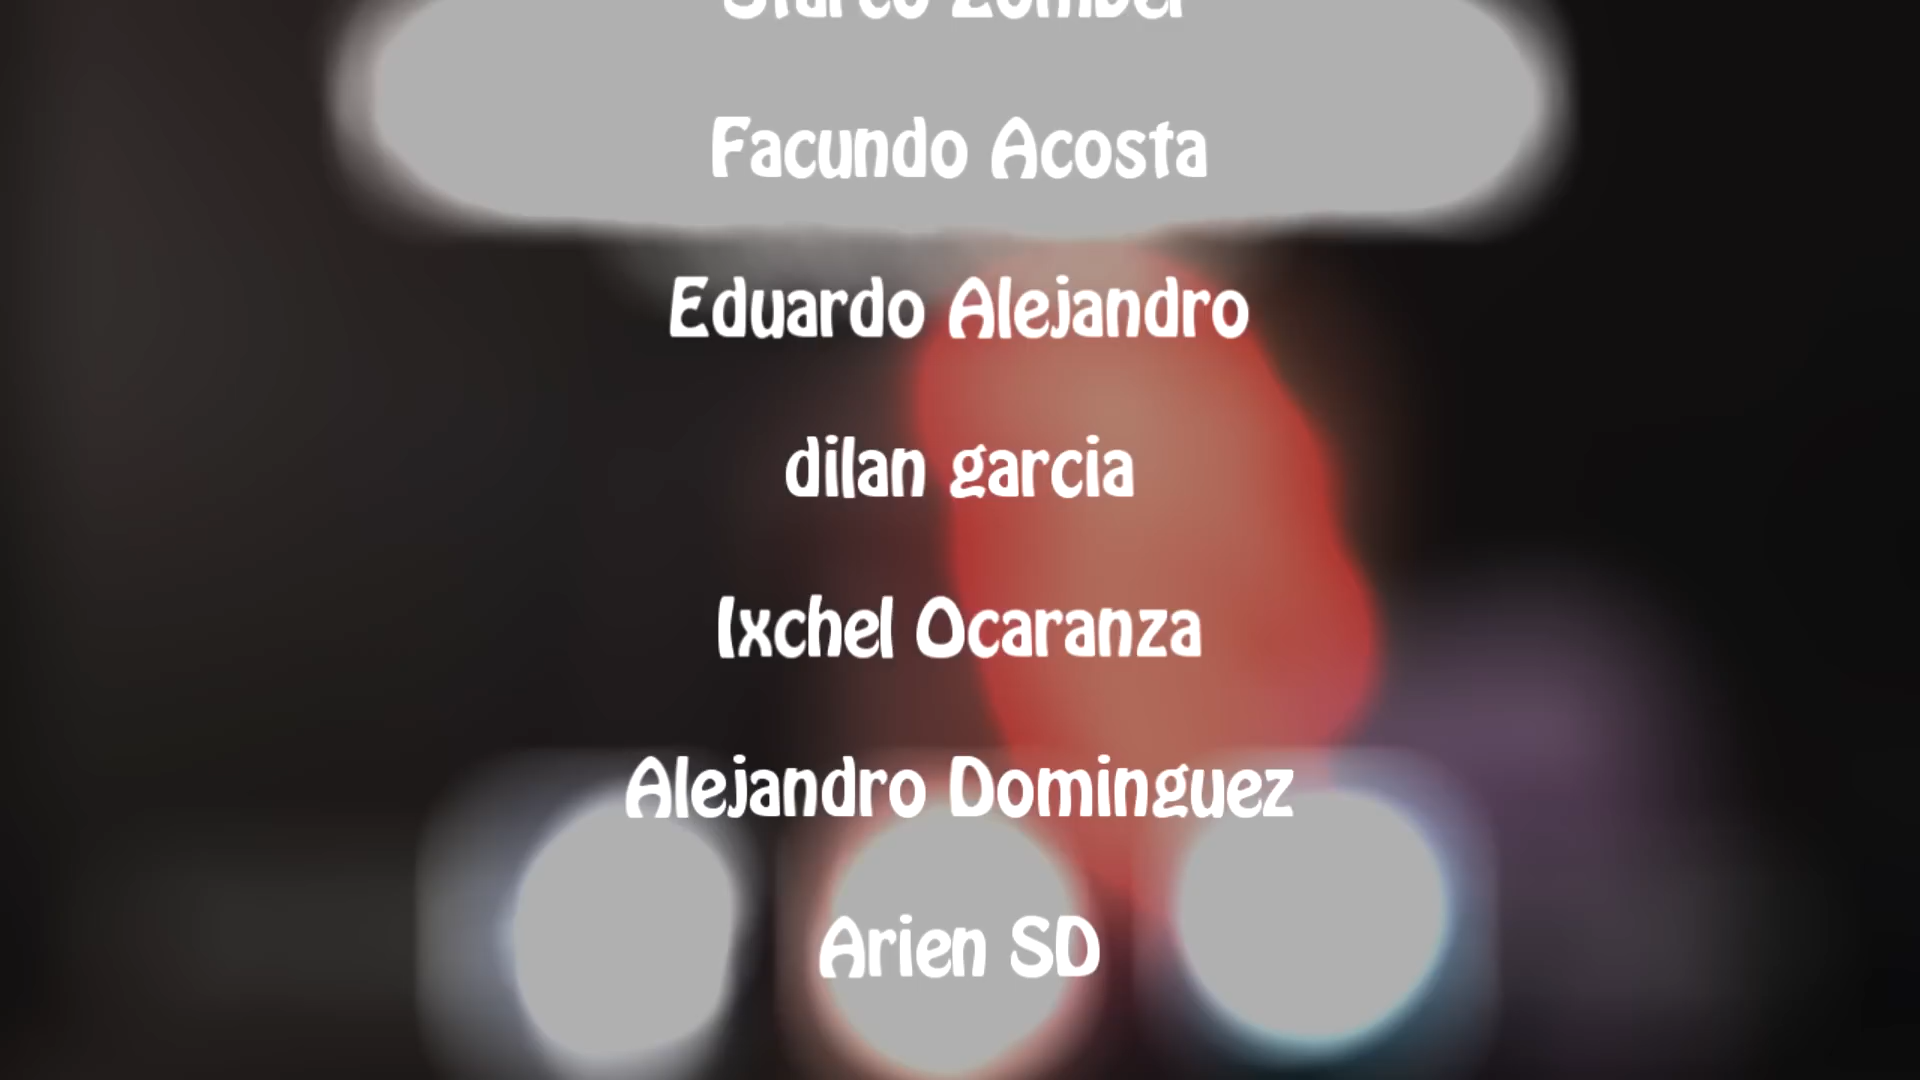 Facundo Acosta
Eduardo Alejandro
dilan garcia
Ixchel Ocaranza
Alejandro Dominguez
Arien SD